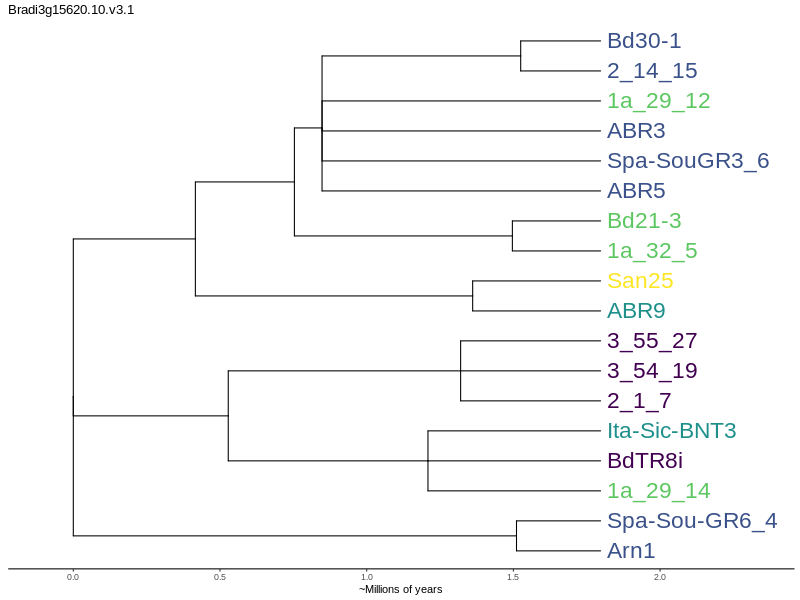 Bradi3g15620.10.v3.1
Bd30-1
2_14_15
1a_29_12
ABR3
Spa-SouGR3_6
ABR5
Bd21-3
1a_32_5
San25
ABR9
3_55_27
3_54_19
2_1_7
Ita-Sic-BNT3
BdTR8i
1a_29_14
Spa-Sou-GR6_4
Arn1
0.0 0.5 1.0 1.5 2.0
~Millions of years